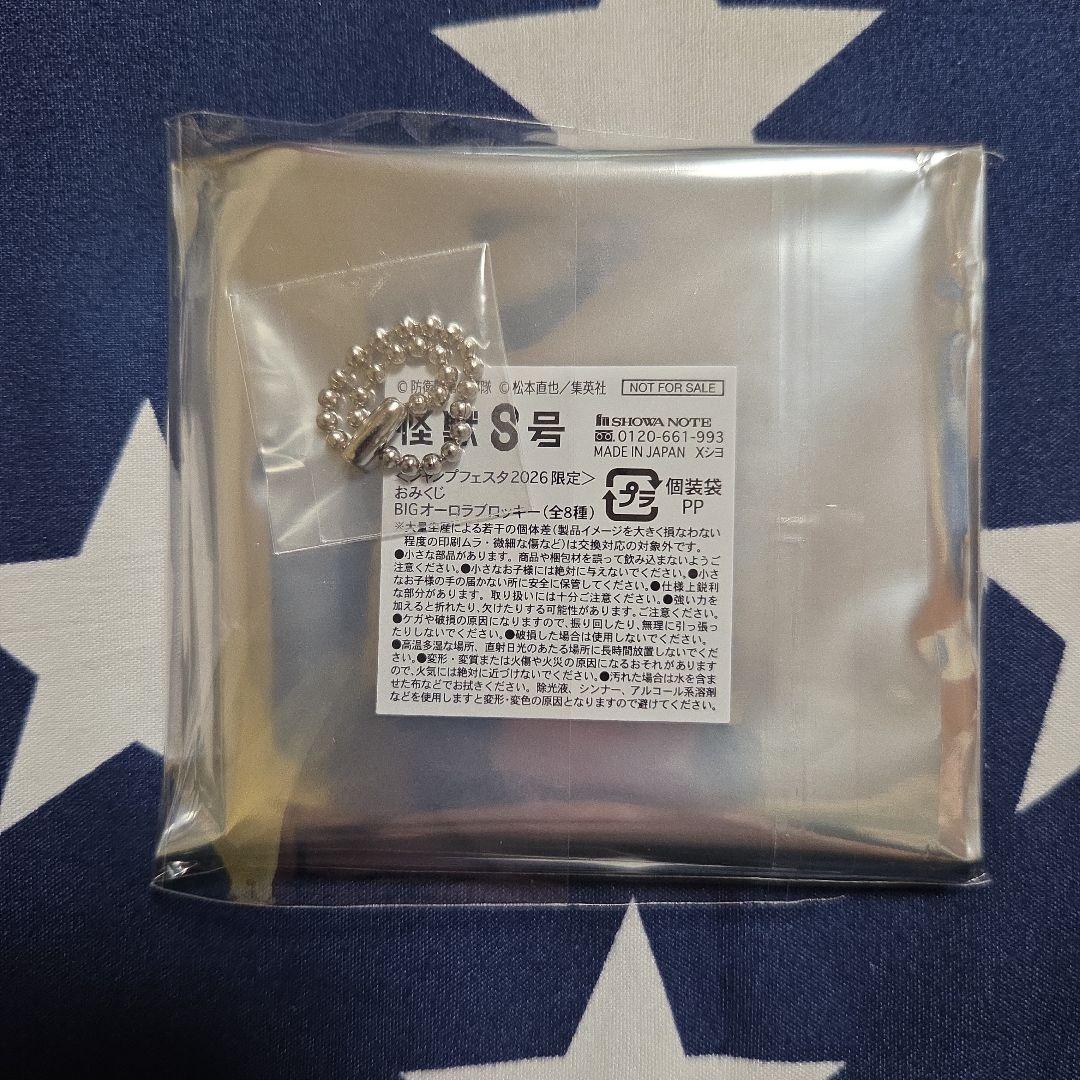 ©防衛 隊 ©松本直也／集英社 NOT FOR SALE
怪獣8号
SHOWA NOTE
0120-661-993
MADE IN JAPAN Xシヨ
＜ジャンプフェスタ2026限定＞
おみくじ
BIGオーロラブロッキー(全8種)
プラ 個装袋
PP
※大量生産による若干の個体差(製品イメージを大きく損なわない
程度の印刷ムラ・微細な傷など)は交換対応の対象外です。
●小さな部品があります。商品や梱包材を誤って飲み込まないようご
注意ください。●小さなお子様には絶対に与えないでください。●小さ
なお子様の手の届かない所に安全に保管してください。●仕様上鋭利
な部分があります。取り扱いには十分ご注意ください。●強い力を
加えると折れたり、欠けたりする可能性があります。ご注意ください。
●ケガや破損の原因になりますので、振り回したり、無理に引っ張っ
たりしないでください。●破損した場合は使用しないでください。
●高温多湿な場所、直射日光のあたる場所に長時間放置しないでくだ
さい。●変形・変質または火傷や火災の原因になるおそれがあります
ので、火気には絶対に近づけないでください。●汚れた場合は水を含ま
せた布などでお拭きください。除光液、シンナー、アルコール系溶剤
などを使用しますと変形・変色の原因となりますので避けてください。